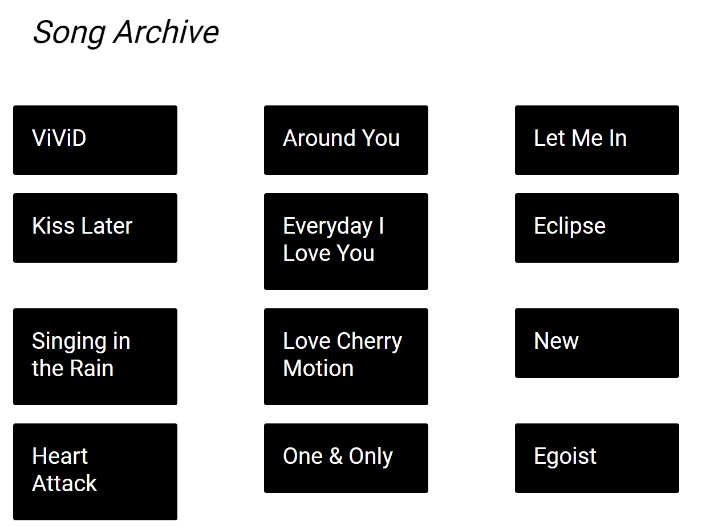 Song Archive
ViViD
Around You
Let Me In
Kiss Later
Everyday I
Love You
Eclipse
Singing in
the Rain
Love Cherry
Motion
New
Heart
Attack
One & Only
Egoist